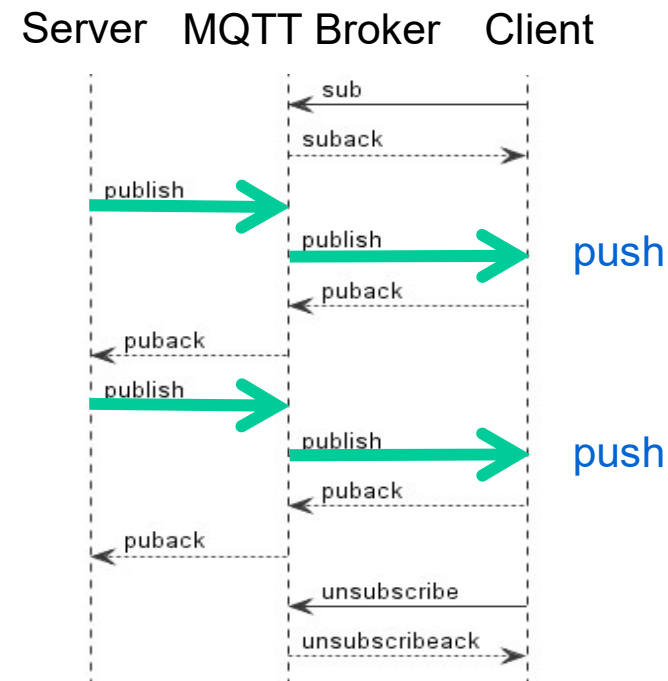 Server MQTT Broker Client
sub
suback
publish
publish push
puback
puback
publish
publish push
puback
puback
unsubscribe
unsubscribeack